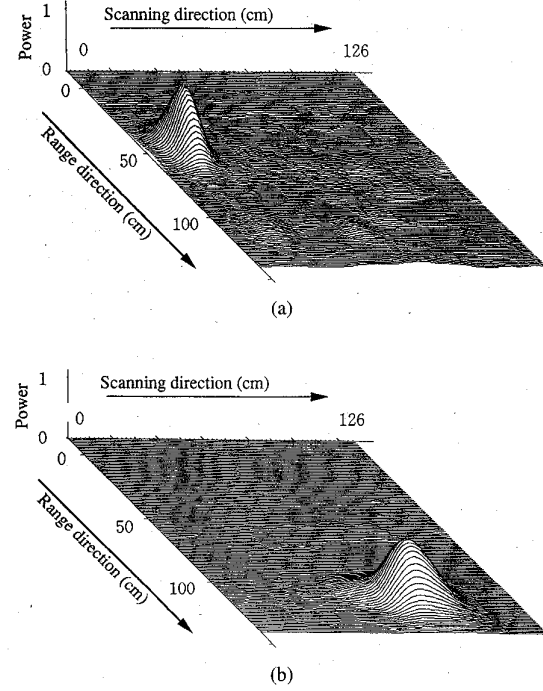 1
Scanning direction (cm)
Power
0
126
0
0
Range direction (cm)
50
100
(a)
1
Scanning direction (cm)
Power
0
126
0
0
Range direction (cm)
50
100
(b)